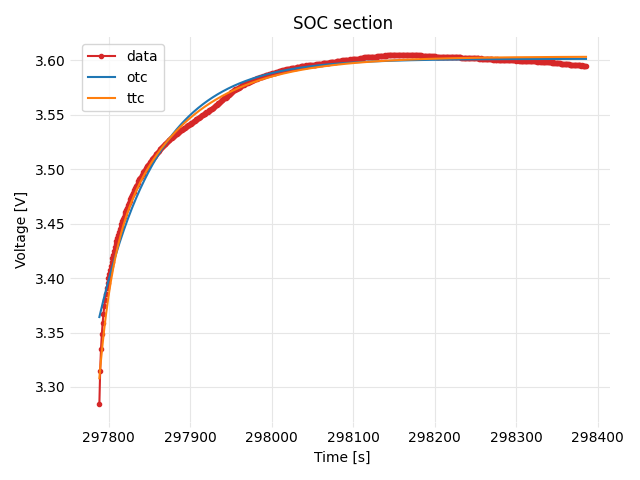 SOC section
data
otc
ttc
Voltage [V]
3.60
3.55
3.50
3.45
3.40
3.35
3.30
297800 297900 298000 298100 298200 298300 298400
Time [s]